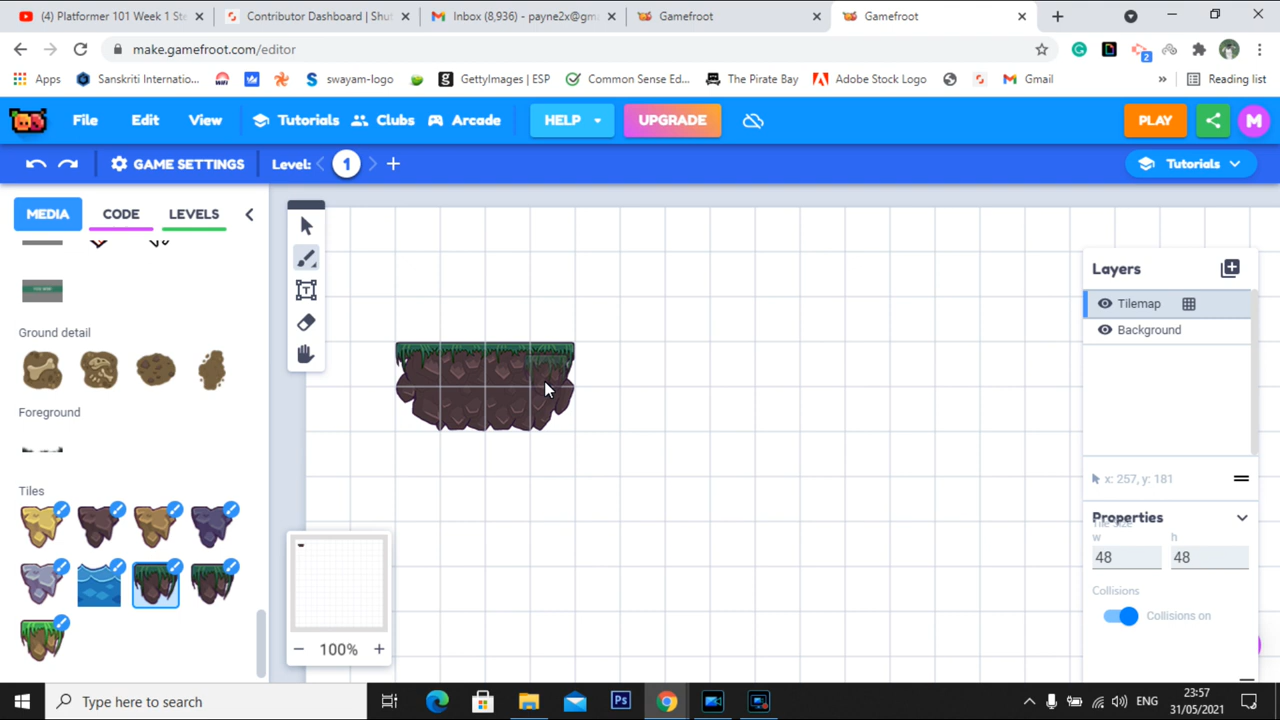 (4) Platformer 101 Week 1 Ste
Contributor Dashboard | Shut
Inbox (8,936) - payne2x@gm
Gamefroot
Gamefroot
make.gamefroot.com/editor
Apps
Sanskriti Internatio...
swayam-logo
GettyImages | ESP
Common Sense Ed...
The Pirate Bay
Adobe Stock Logo
Gmail
»
Reading list
File
Edit
View
Tutorials
Clubs
Arcade
HELP
UPGRADE
PLAY
M
GAME SETTINGS
Level:
1
Tutorials
MEDIA
CODE
LEVELS
Ground detail
Foreground
Tiles
Layers
Tilemap
Background
x: 257, y: 181
Properties
Tile Size
w
h
48
48
Collisions
Collisions on
100%
Type here to search
ENG
23:57
31/05/2021